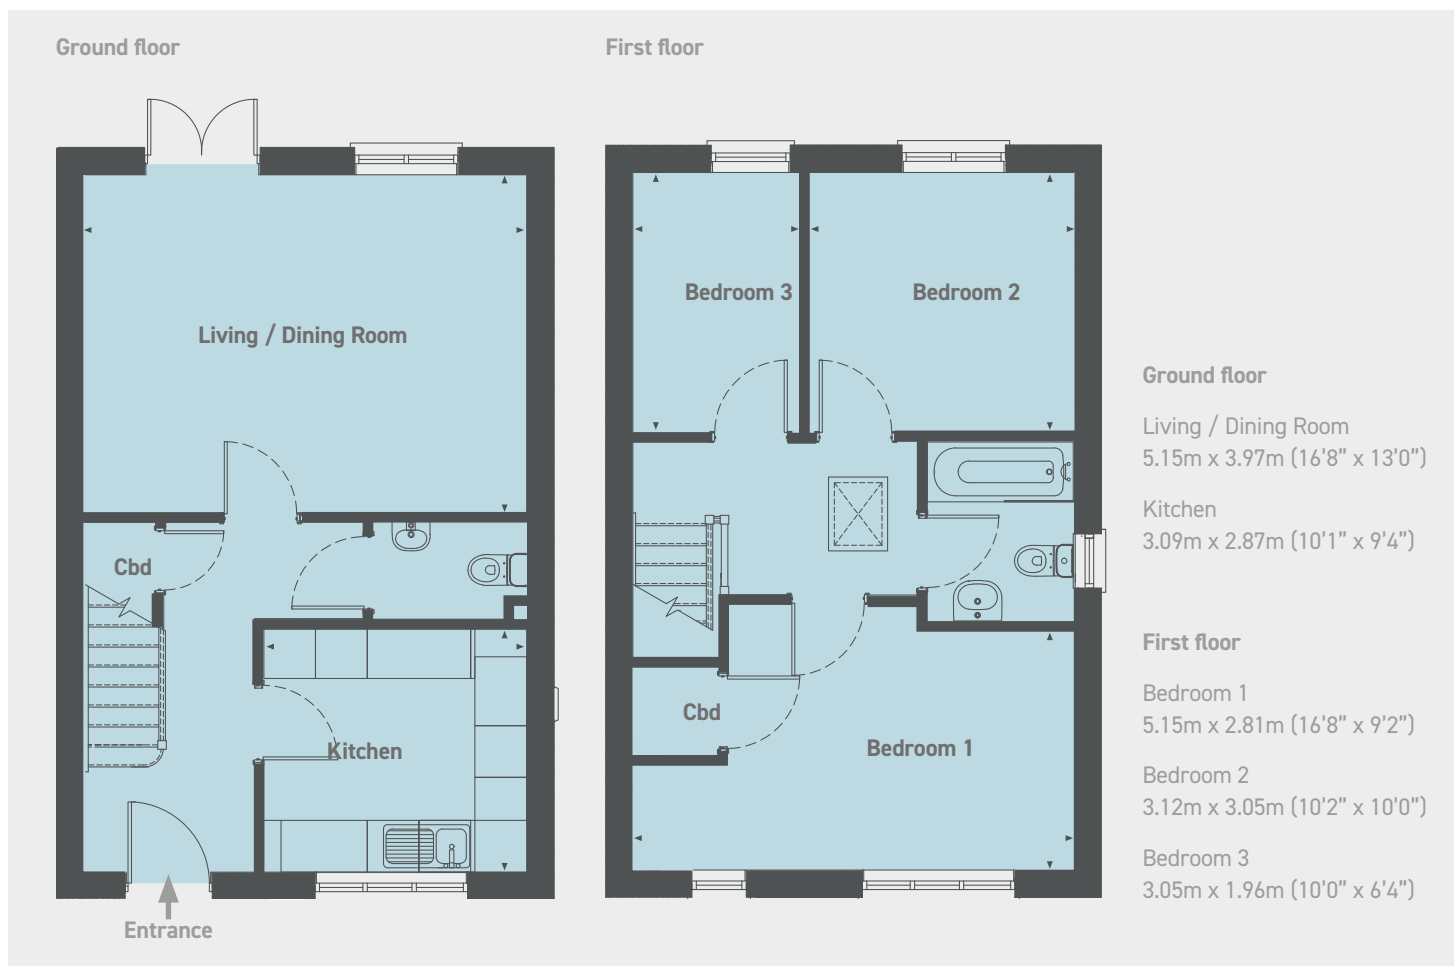 Ground floor
First floor
Living / Dining Room
Cbd
Kitchen
Entrance
Bedroom 3
Bedroom 2
Cbd
Bedroom 1
Ground floor
Living / Dining Room
5.15m x 3.97m (16’8” x 13’0”)
Kitchen
3.09m x 2.87m (10’1” x 9’4”)
First floor
Bedroom 1
5.15m x 2.81m (16’8” x 9’2”)
Bedroom 2
3.12m x 3.05m (10’2” x 10’0”)
Bedroom 3
3.05m x 1.96m (10’0” x 6’4”)